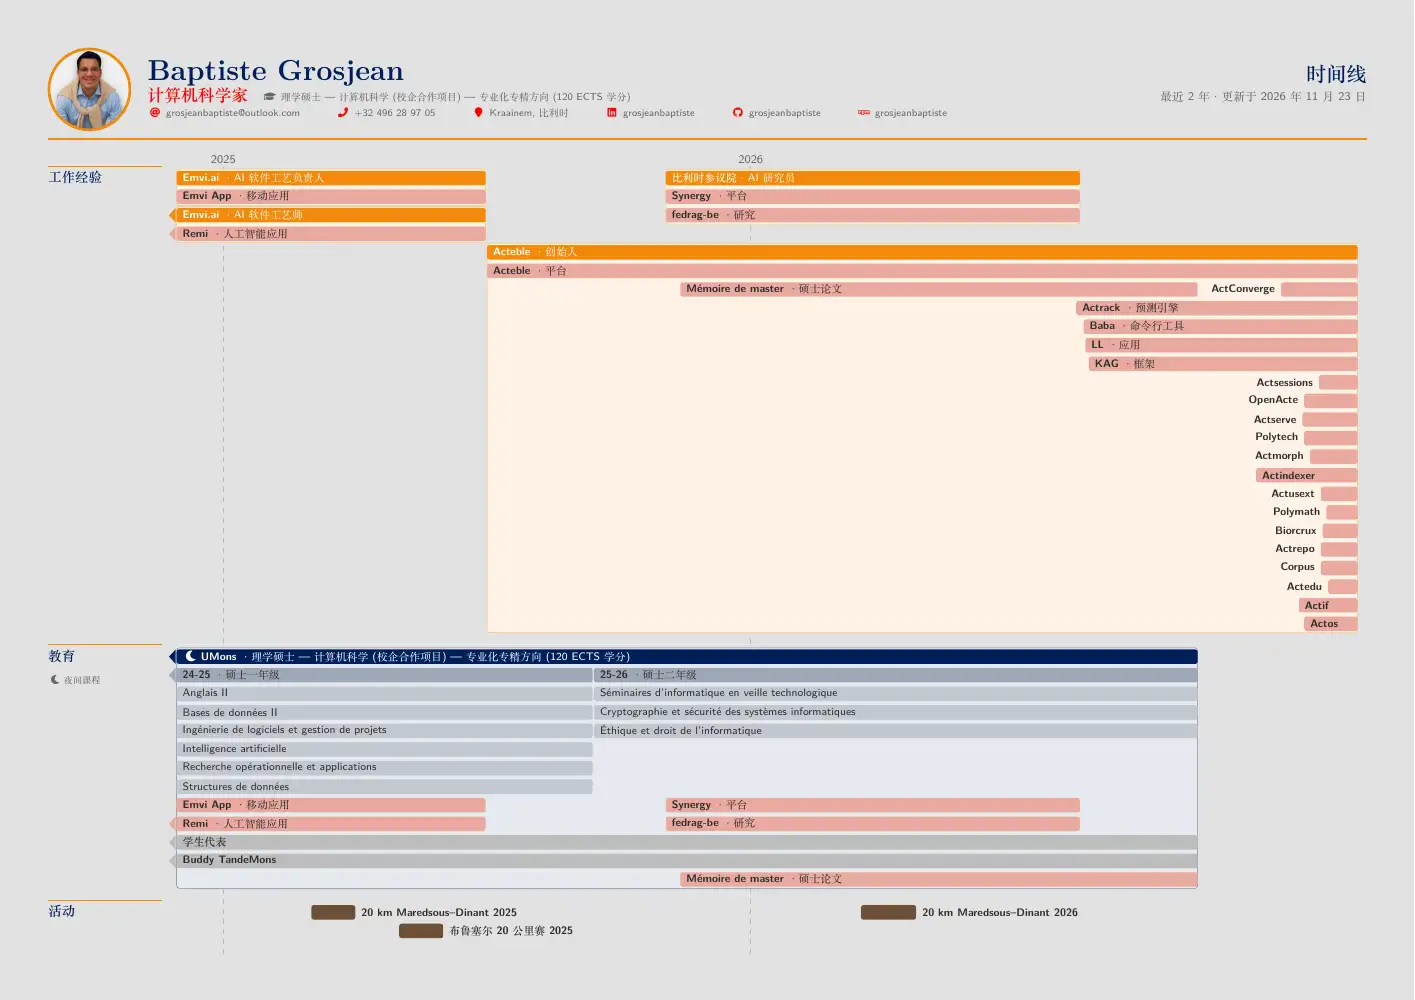 Baptiste Grosjean
时间线
计算机科学家 理学硕士 — 计算机科学 (校企合作项目) — 专业化专精方向 (120 ECTS 学分)
最近 2 年 · 更新于 2026 年 11 月 23 日
grosjeanbaptiste@outlook.com +32 496 28 97 05 Kraainem, 比利时 grosjeanbaptiste grosjeanbaptiste grosjeanbaptiste
2025 2026
工作经验
Emvi.ai · AI 软件工艺负责人 比利时参议院 · AI 研究员
Emvi App · 移动应用 Synergy · 平台
Emvi.ai · AI 软件工艺师 fedrag-be · 研究
Remi · 人工智能应用
Acteble · 创始人
Acteble · 平台
Mémoire de master · 硕士论文 ActConverge
Actrack · 预测引擎
Baba · 命令行工具
LL · 应用
KAG · 框架
Actsessions
OpenActe
Actserve
Polytech
Actmorph
Actindexer
Actusext
Polymath
Biorcrux
Actrepo
Corpus
Actedu
Actif
Actos
教育
UMons · 理学硕士 — 计算机科学 (校企合作项目) — 专业化专精方向 (120 ECTS 学分)
夜间课程
24-25 · 硕士一年级 25-26 · 硕士二年级
Anglais II Séminaires d'informatique en veille technologique
Bases de données II Cryptographie et sécurité des systèmes informatiques
Ingénierie de logiciels et gestion de projets Éthique et droit de l'informatique
Intelligence artificielle
Recherche opérationnelle et applications
Structures de données
Emvi App · 移动应用 Synergy · 平台
Remi · 人工智能应用 fedrag-be · 研究
学生代表
Buddy TandeMons
Mémoire de master · 硕士论文
活动
20 km Maredsous–Dinant 2025 20 km Maredsous–Dinant 2026
布鲁塞尔 20 公里赛 2025